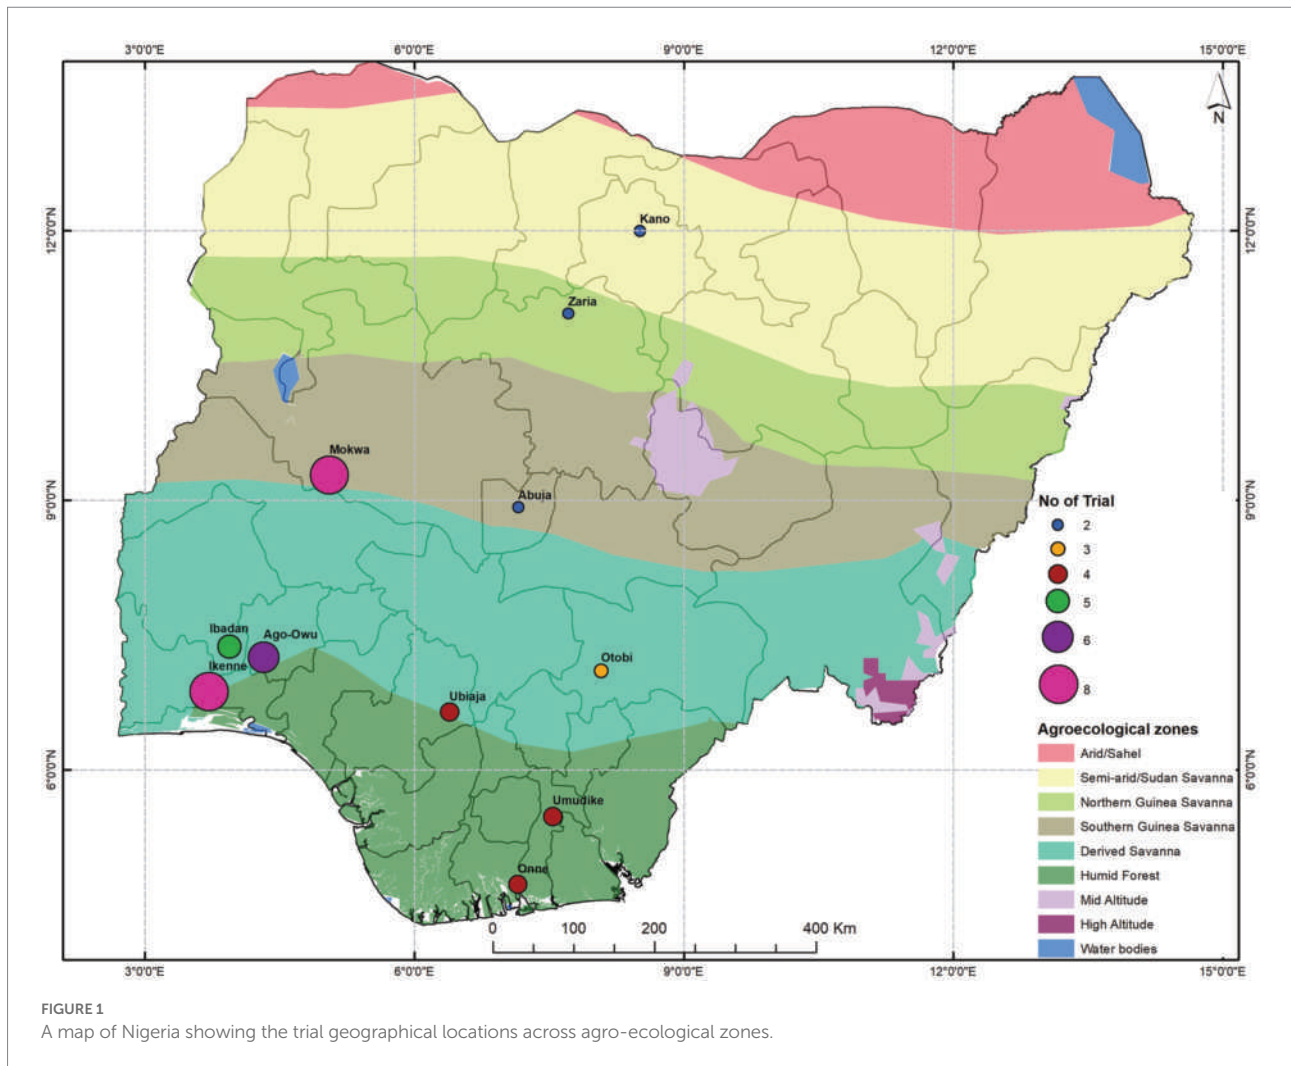 3°0'0"E 6°0'0"E 9°0'0"E 12°0'0"E 15°0'0"E
N
12°0'0"N 12°0'0"N
Kano
Zaria
Mokwa
9°0'0"N 9°0'0"N
Abuja
No of Trial
2
3
4
5
6
8
Ibadan
Ago-Owu
Ikenne
Otobi
Ubiaja
6°0'0"N 6°0'0"N
Umudike
Onne
Agroecological zones
Arid/Sahel
Semi-arid/Sudan Savanna
Northern Guinea Savanna
Southern Guinea Savanna
Derived Savanna
Humid Forest
Mid Altitude
High Altitude
Water bodies
0 100 200 400 Km
3°0'0"E 6°0'0"E 9°0'0"E 12°0'0"E 15°0'0"E
FIGURE 1
A map of Nigeria showing the trial geographical locations across agro-ecological zones.